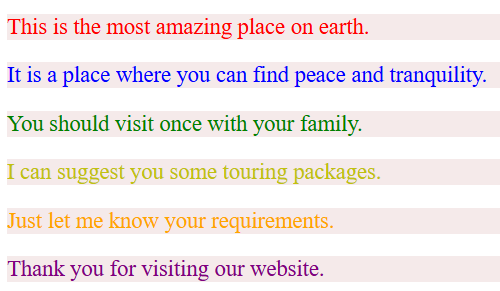 This is the most amazing place on earth.
It is a place where you can find peace and tranquility.
You should visit once with your family.
I can suggest you some touring packages.
Just let me know your requirements.
Thank you for visiting our website.